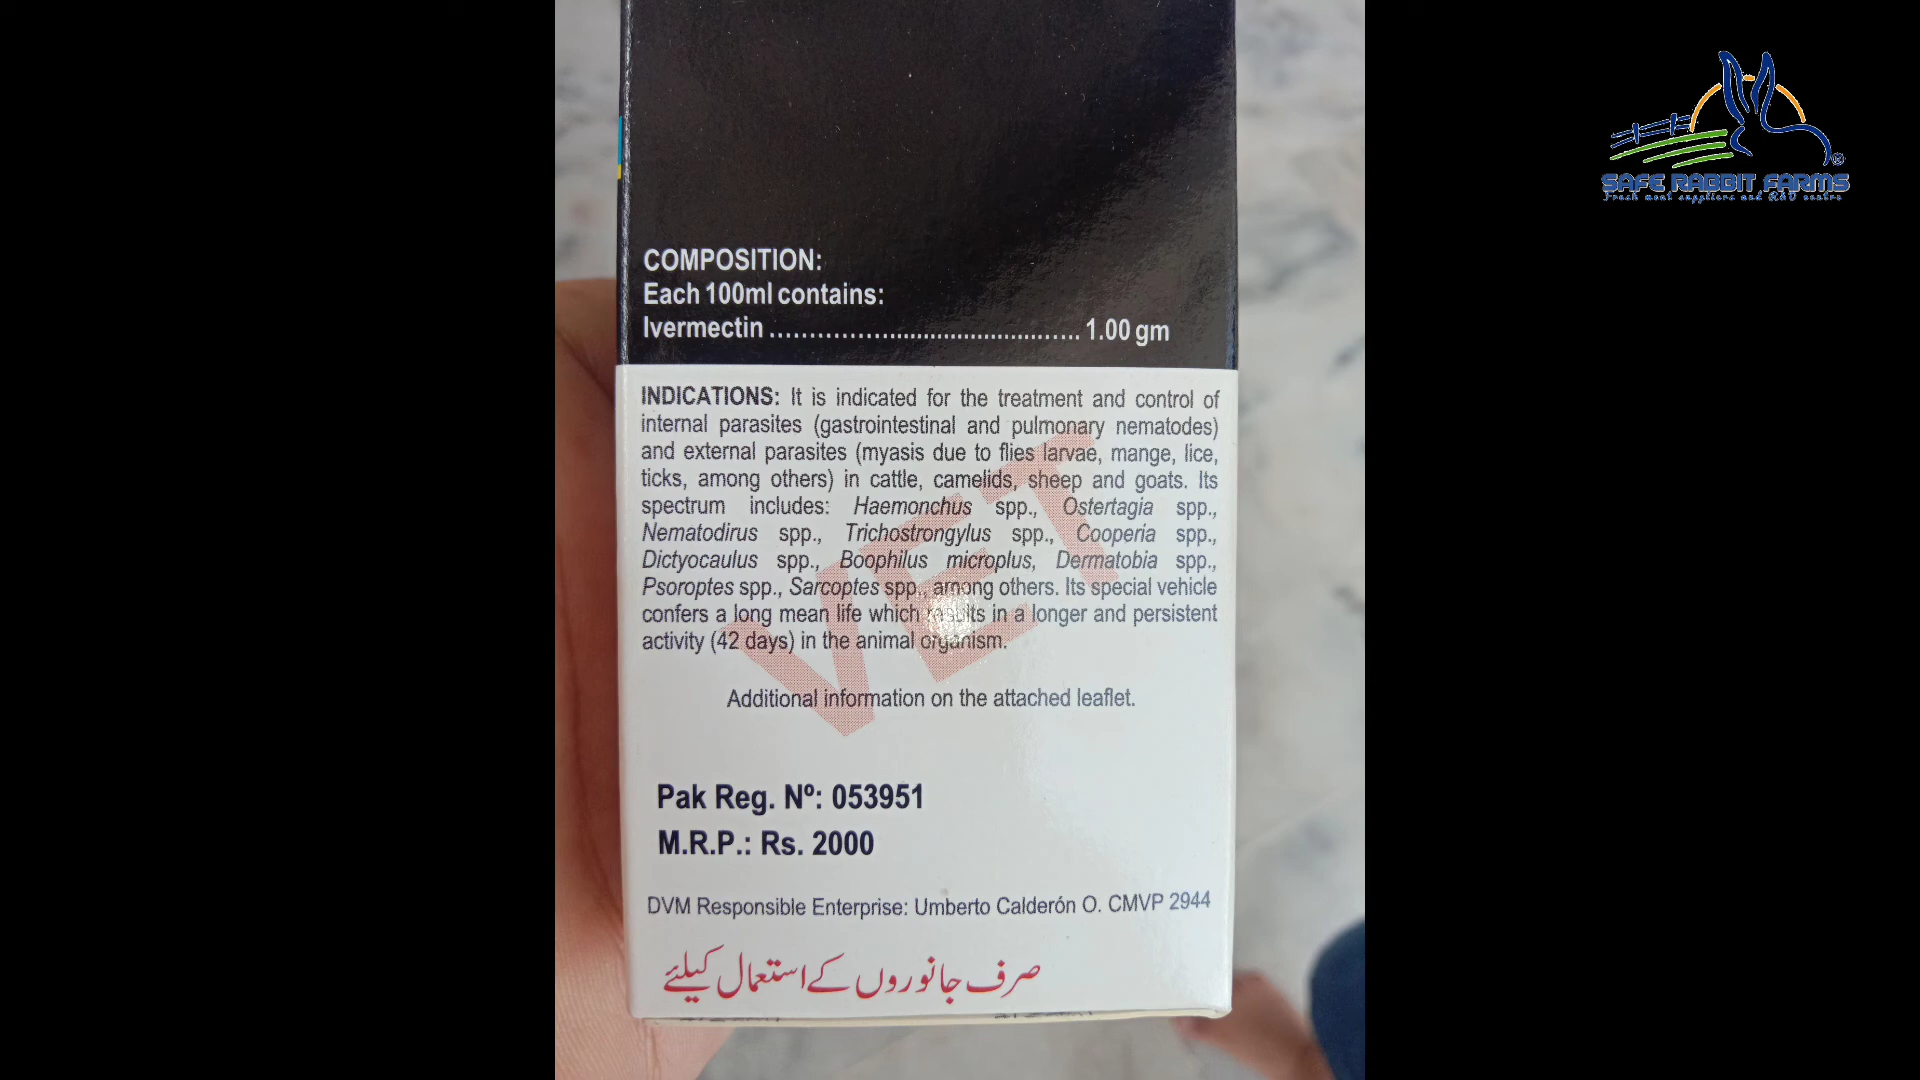 SAFE RABBIT FARMS
Fresh meat suppliers and R&D centre
COMPOSITION:
Each 100ml contains:
Ivermectin ............................................ 1.00 gm
INDICATIONS: It is indicated for the treatment and control of
internal parasites (gastrointestinal and pulmonary nematodes)
and external parasites (myasis due to flies larvae, mange, lice,
ticks, among others) in cattle, camelids, sheep and goats. Its
spectrum includes: Haemonchus spp., Ostertagia spp.,
Nematodirus spp., Trichostrongylus spp., Cooperia spp.,
Dictyocaulus spp., Boophilus microplus, Dermatobia spp.,
Psoroptes spp., Sarcoptes spp., among others. Its special vehicle
confers a long mean life which results in a longer and persistent
activity (42 days) in the animal organism.
VET
Additional information on the attached leaflet.
Pak Reg. Nº: 053951
M.R.P.: Rs. 2000
DVM Responsible Enterprise: Umberto Calderón O. CMVP 2944
صرف جانوروں کے استعمال کیلئے